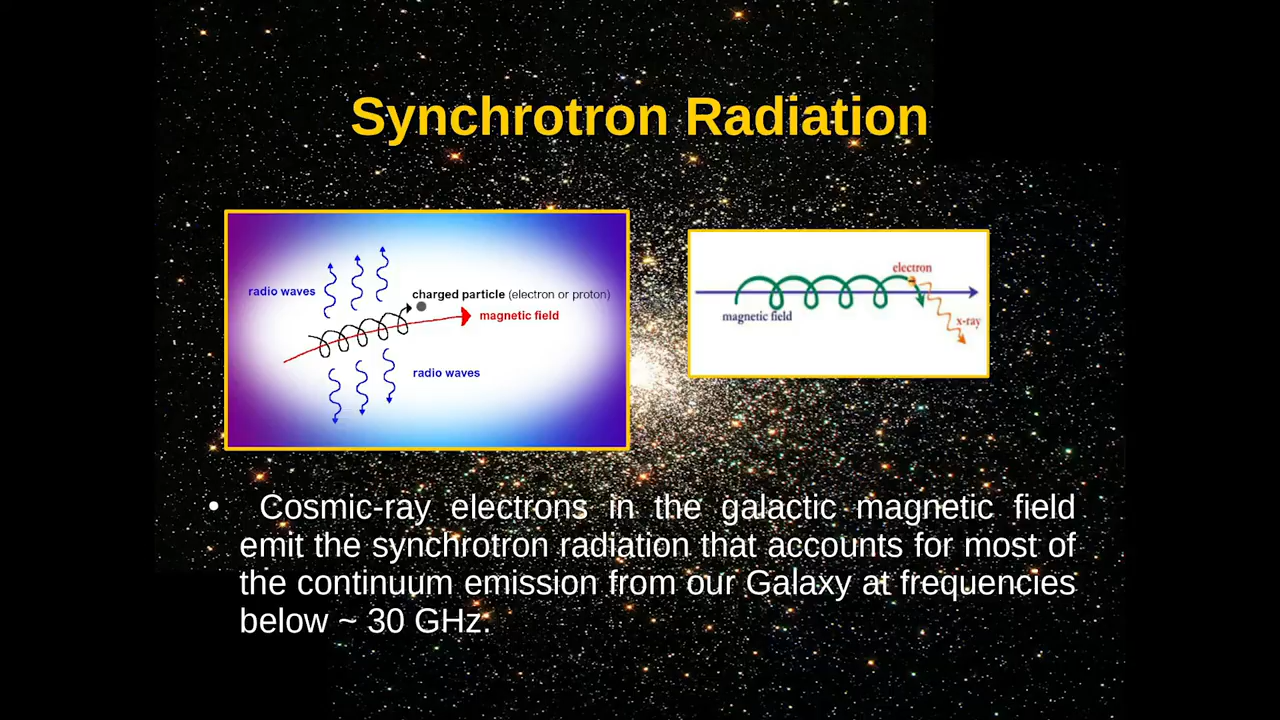 Synchrotron Radiation
radio waves
charged particle (electron or proton)
magnetic field
radio waves
electron
magnetic field
x-ray
• Cosmic-ray electrons in the galactic magnetic field
emit the synchrotron radiation that accounts for most of
the continuum emission from our Galaxy at frequencies
below ~ 30 GHz.